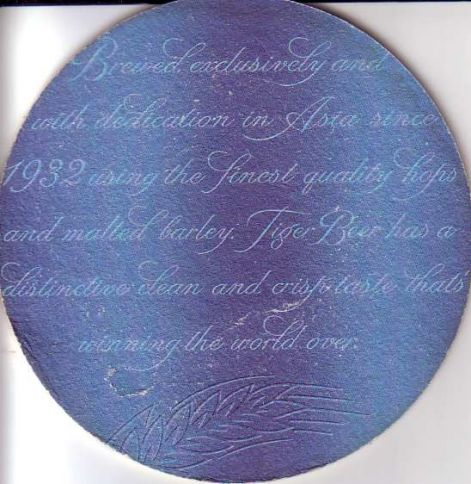 Brewed exclusively and
with dedication in Asia since
1932 using the finest quality hops
and malted barley. Tiger Beer has a
distinctive clean and crisp taste thats
winning the world over.